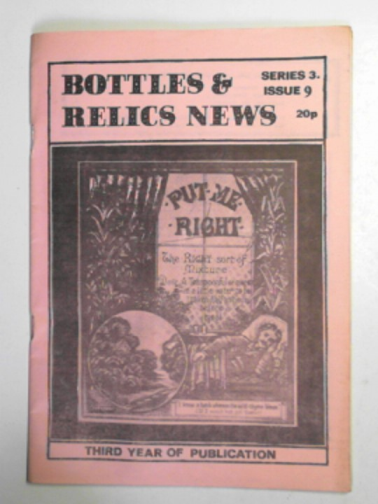 BOTTLES &
RELICS NEWS
SERIES 3.
ISSUE 9
20p
PUT-ME-
RIGHT
The Right sort of
Mixture
THIRD YEAR OF PUBLICATION